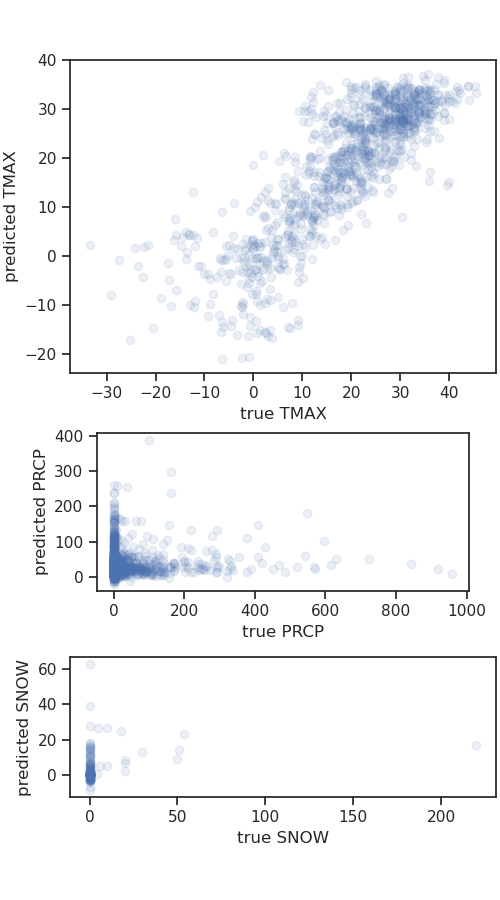 predicted TMAX
40
30
20
10
0
−10
−20
−30 −20 −10 0 10 20 30 40
true TMAX
predicted PRCP
400
300
200
100
0
0 200 400 600 800 1000
true PRCP
predicted SNOW
60
40
20
0
0 50 100 150 200
true SNOW